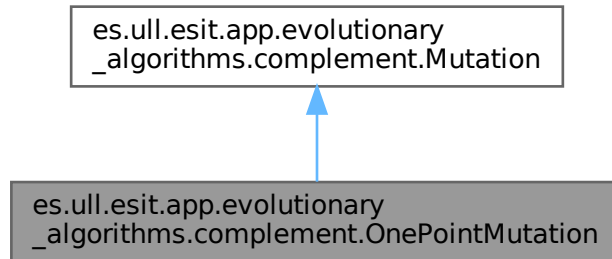 es.ull.esit.app.evolutionary
_algorithms.complement.Mutation
es.ull.esit.app.evolutionary
_algorithms.complement.OnePointMutation